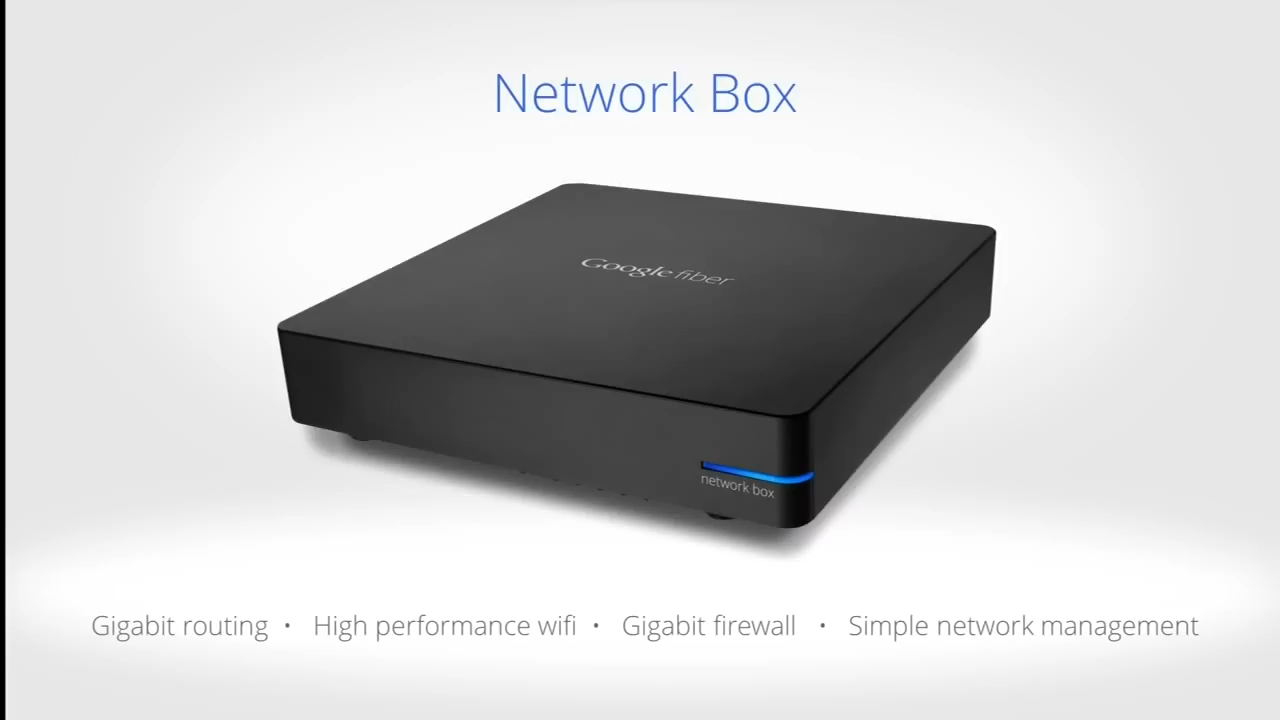 Network Box
Google fiber
network box
Gigabit routing • High performance wifi • Gigabit firewall • Simple network management